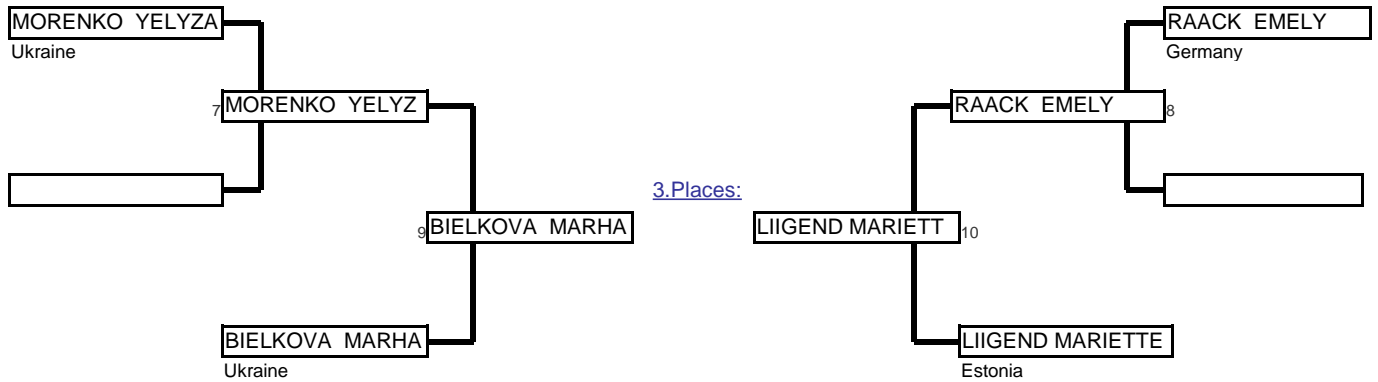 MORENKO YELYZA
Ukraine
RAACK EMELY
Germany
7
MORENKO YELYZ
RAACK EMELY
8
3.Places:
9
BIELKOVA MARHA
LIIGEND MARIETT
10
BIELKOVA MARHA
Ukraine
LIIGEND MARIETTE
Estonia